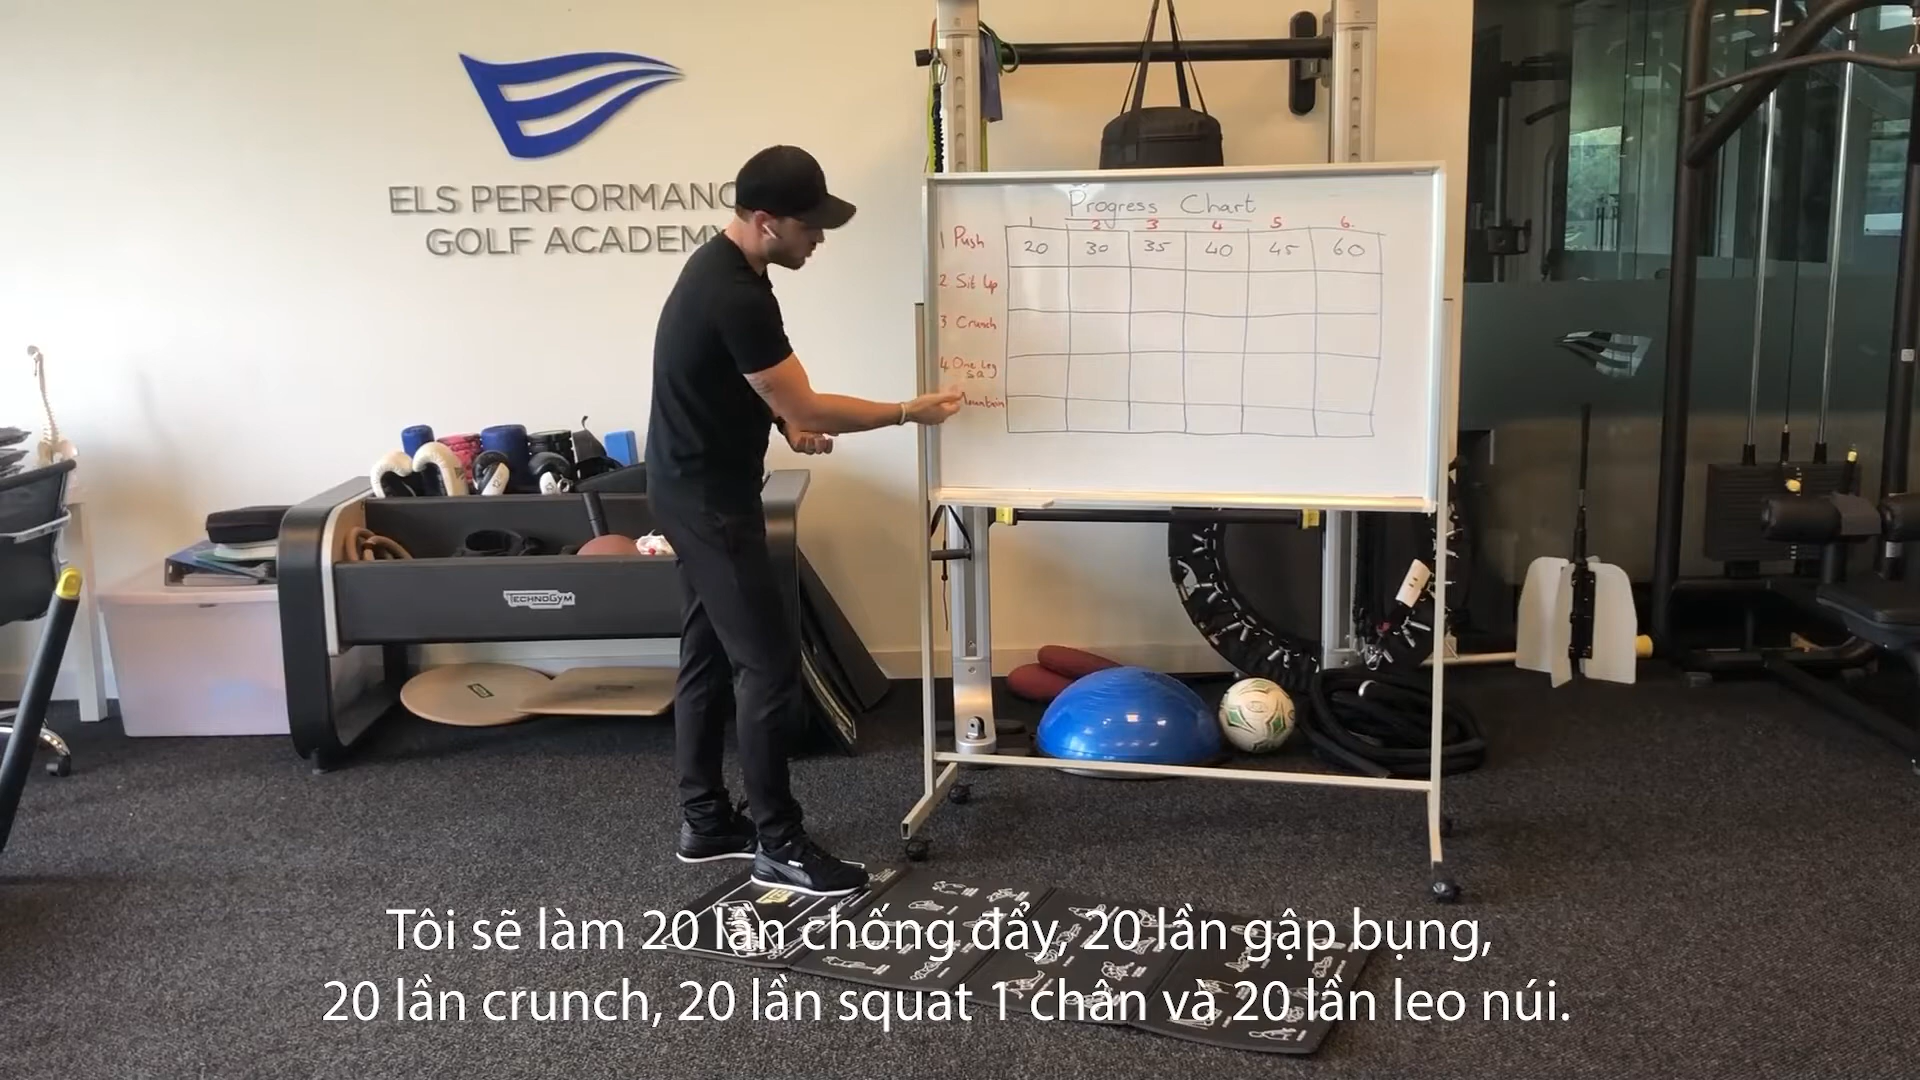 ELS PERFORMANC
GOLF ACADEMY
Progress Chart
1 2 3 4 5 6.
1 Push 20 30 35 40 45 60
2 Sit Up
3 Crunch
4 One Leg
sq
Mountain
TECHNOGYM
Tôi sẽ làm 20 lần chống đẩy, 20 lần gập bụng,
20 lần crunch, 20 lần squat 1 chân và 20 lần leo núi.